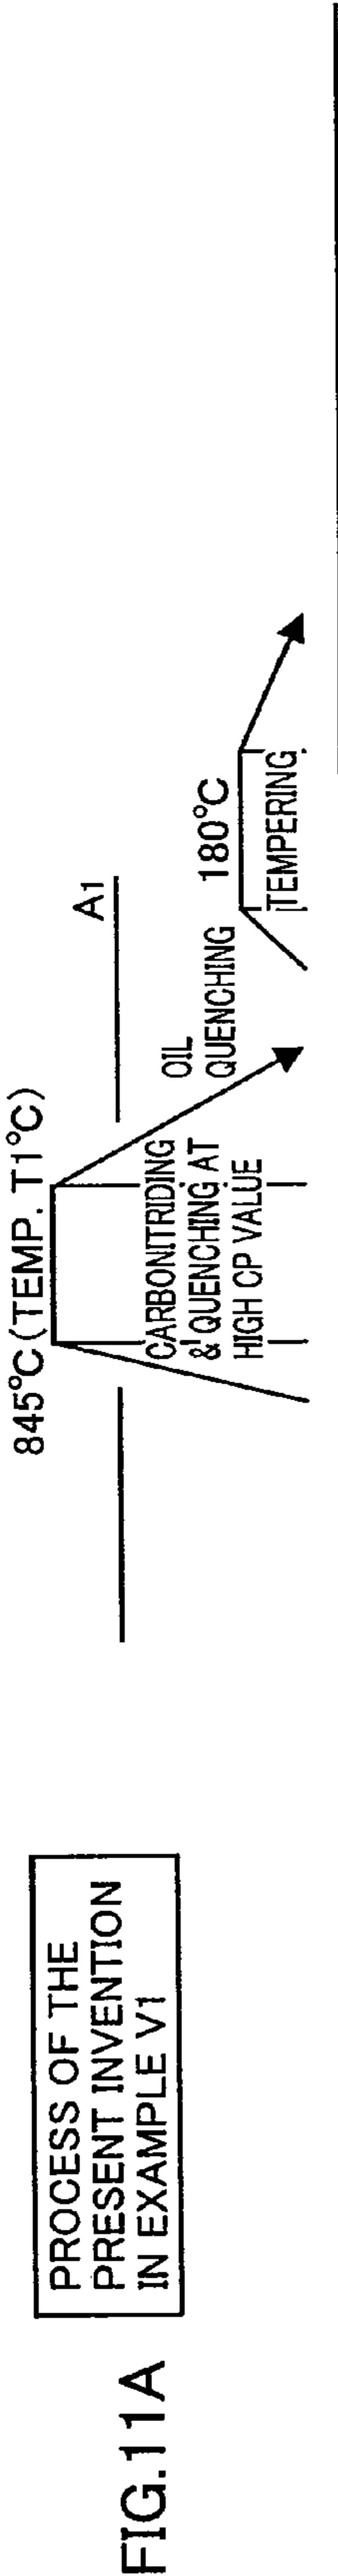 FIG.11A
PROCESS OF THE
PRESENT INVENTION
IN EXAMPLE V1
845°C (TEMP. T1°C)
A1
CARBONITRIDING
& QUENCHING AT
HIGH CP VALUE
OIL
QUENCHING
180°C
TEMPERING